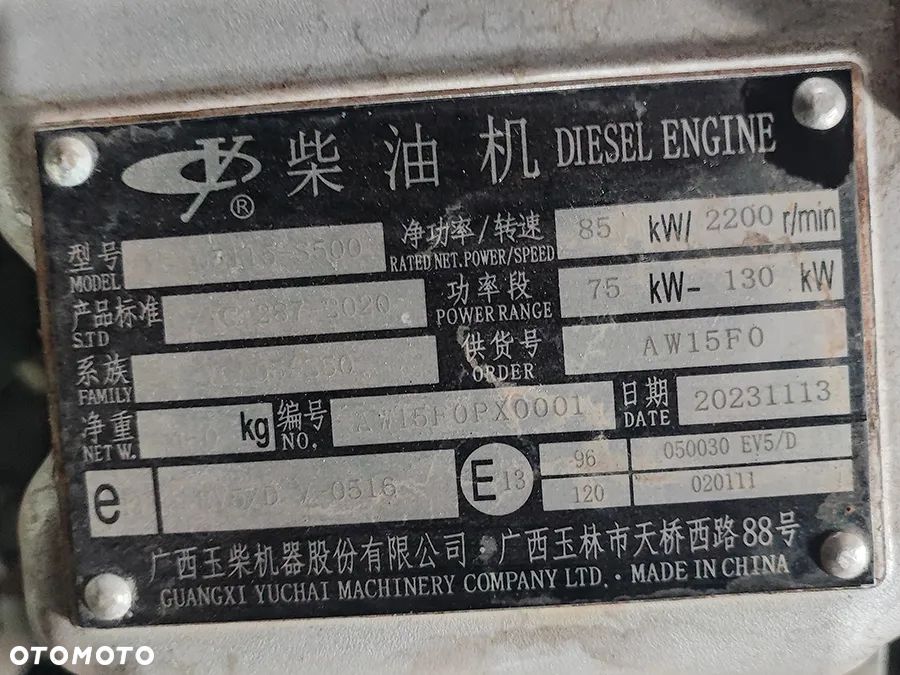 柴油机 DIESEL ENGINE
®
型号 MODEL S500
净功率/转速 RATED NET.POWER/SPEED 85 kW/ 2200 r/min
产品标准 STD 2020
功率段 POWER RANGE 75 kW- 130 kW
系族 FAMILY
供货号 ORDER AW15F0
净重 NET W. kg
编号 NO. AW15F0PX0001
日期 DATE 20231113
e 0516
E 13
96 050030 EV5/D
120 020111
广西玉柴机器股份有限公司·广西玉林市天桥西路88号
GUANGXI YUCHAI MACHINERY COMPANY LTD. · MADE IN CHINA
OTOMOTO